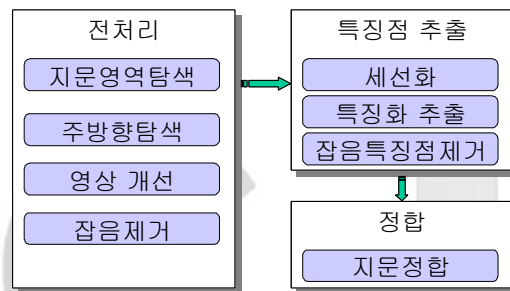 전처리
지문영역탐색
주방향탐색
영상 개선
잡음제거
특징점 추출
세선화
특징화 추출
잡음특징점제거
정합
지문정합